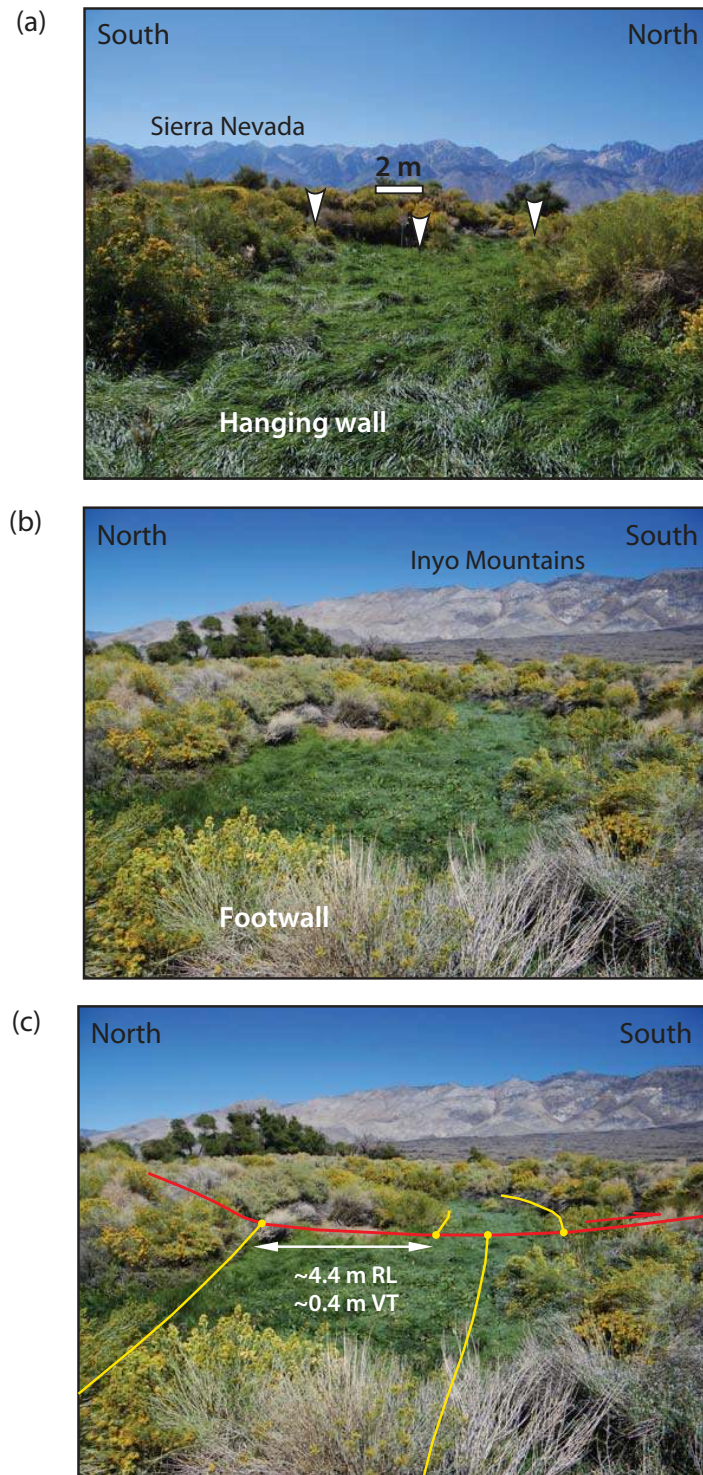 (a)
South
North
Sierra Nevada
2 m
Hanging wall
(b)
North
South
Inyo Mountains
Footwall
(c)
North
South
~4.4 m RL
~0.4 m VT